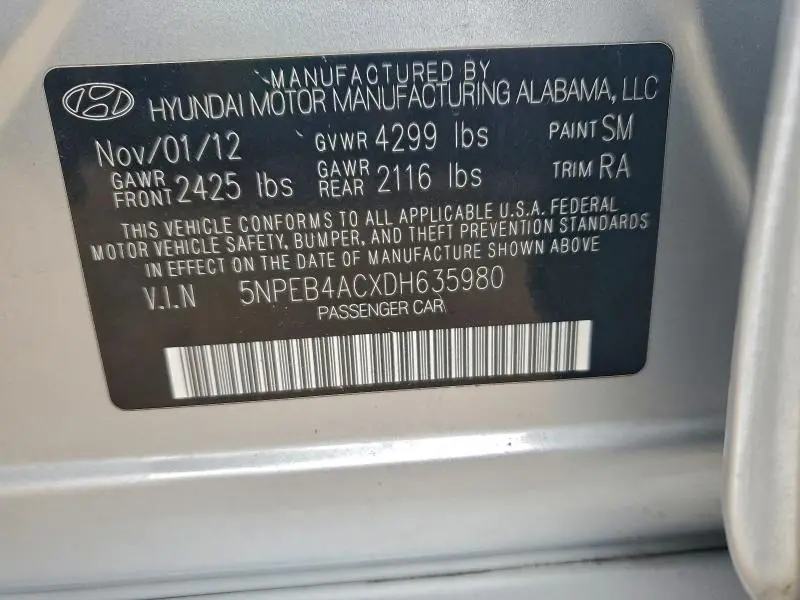 MANUFACTURED BY
HYUNDAI MOTOR MANUFACTURING ALABAMA, LLC
Nov/01/12 GVWR 4299 lbs PAINT SM
GAWR FRONT 2425 lbs GAWR REAR 2116 lbs TRIM RA
THIS VEHICLE CONFORMS TO ALL APPLICABLE U.S.A. FEDERAL
MOTOR VEHICLE SAFETY, BUMPER, AND THEFT PREVENTION STANDARDS
IN EFFECT ON THE DATE OF MANUFACTURE SHOWN ABOVE
V.I.N 5NPEB4ACXDH635980
PASSENGER CAR